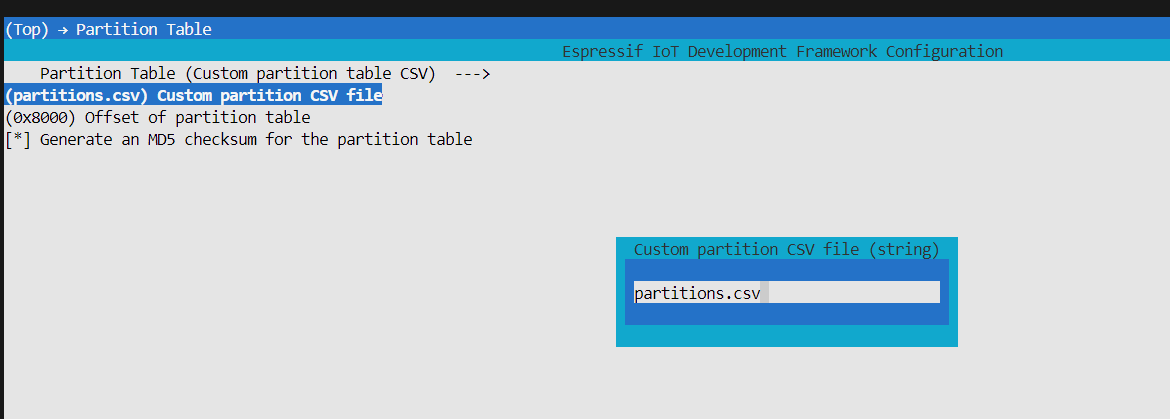 (Top) → Partition Table
Espressif IoT Development Framework Configuration
Partition Table (Custom partition table CSV)  --->
(partitions.csv) Custom partition CSV file
(0x8000) Offset of partition table
[*] Generate an MD5 checksum for the partition table
Custom partition CSV file (string)
partitions.csv